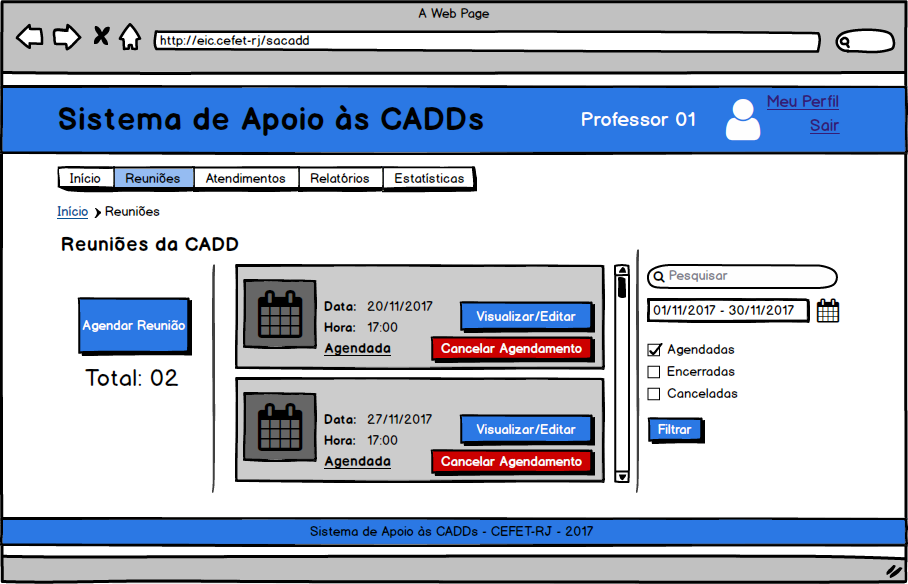 A Web Page
http://eic.cefet-rj/sacadd
Sistema de Apoio às CADDs
Professor 01
Meu Perfil
Sair
Início Reuniões Atendimentos Relatórios Estatísticas
Início Reuniões
Reuniões da CADD
Agendar Reunião
Total: 02
Data: 20/11/2017
Hora: 17:00
Agendada
Visualizar/Editar
Cancelar Agendamento
Data: 27/11/2017
Hora: 17:00
Agendada
Visualizar/Editar
Cancelar Agendamento
Pesquisar
01/11/2017 - 30/11/2017
Agendadas
Encerradas
Canceladas
Filtrar
Sistema de Apoio às CADDs - CEFET-RJ - 2017